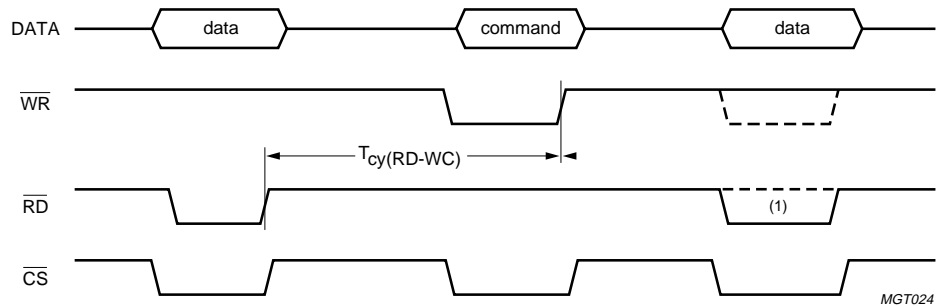 DATA data command data
WR
Tcy(RD-WC)
RD (1)
CS
MGT024